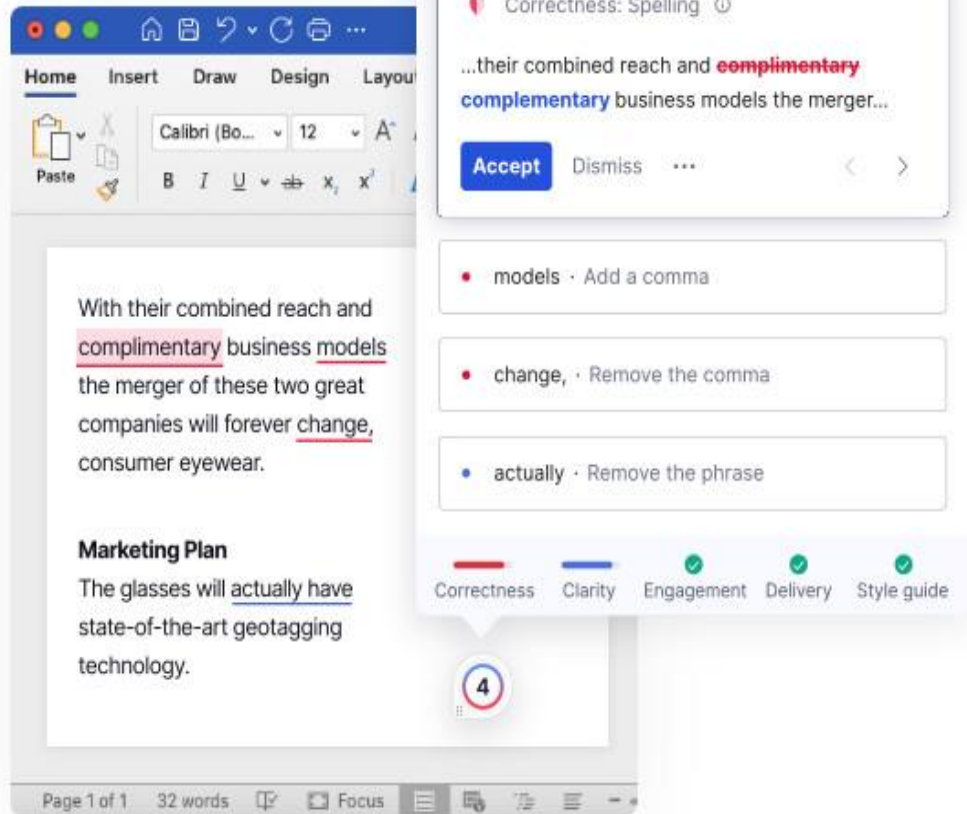 Home Insert Draw Design Layou
Calibri (Bo... 12 A
Paste B I U ab x, x
With their combined reach and
complimentary business models
the merger of these two great
companies will forever change,
consumer eyewear.
Marketing Plan
The glasses will actually have
state-of-the-art geotagging
technology.
4
Page 1 of 1 32 words Focus
Correctness: Spelling
...their combined reach and complimentary
complementary business models the merger...
Accept Dismiss ...
models · Add a comma
change, · Remove the comma
actually · Remove the phrase
Correctness Clarity Engagement Delivery Style guide